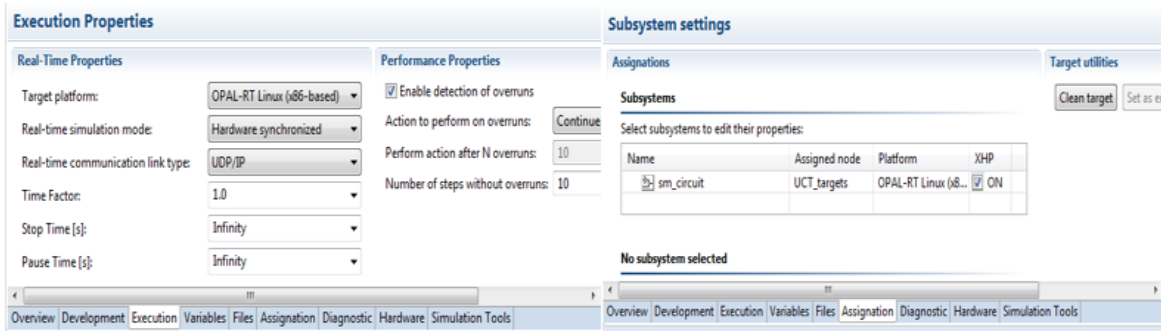 Execution Properties
Real-Time Properties
Target platform: OPAL-RT Linux (x86-based)
Real-time simulation mode: Hardware synchronized
Real-time communication link type: UDP/IP
Time Factor: 1.0
Stop Time [s]: Infinity
Pause Time [s]: Infinity
Performance Properties
Enable detection of overruns
Action to perform on overruns: Continue
Perform action after N overruns: 10
Number of steps without overruns: 10
Overview Development Execution Variables Files Assignation Diagnostic Hardware Simulation Tools
Subsystem settings
Assignations
Subsystems
Select subsystems to edit their properties:
Name Assigned node Platform XHP
sm_circuit UCT_targets OPAL-RT Linux (x8... ON
No subsystem selected
Target utilities
Clean target Set as e
Overview Development Execution Variables Files Assignation Diagnostic Hardware Simulation Tools